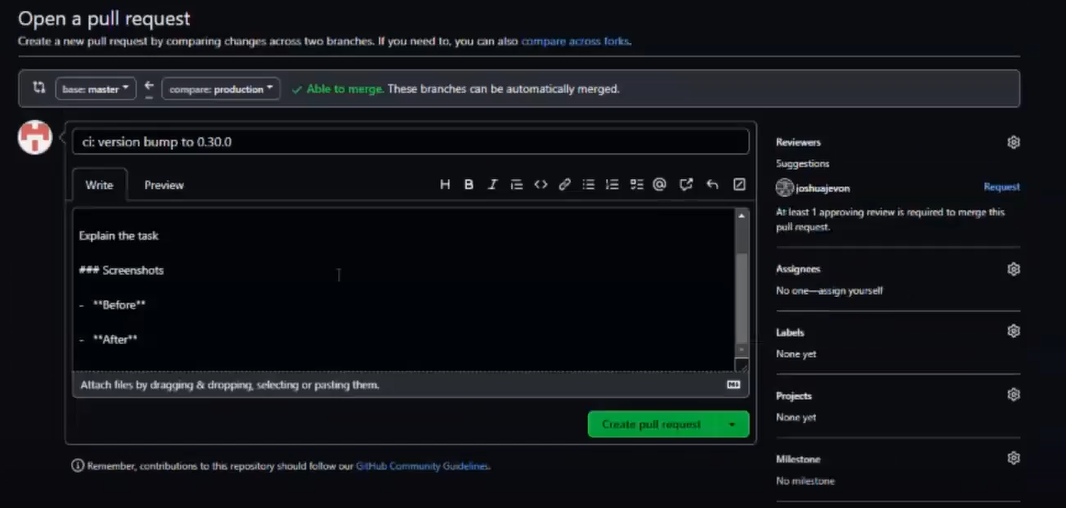 Open a pull request
Create a new pull request by comparing changes across two branches. If you need to, you can also compare across forks.
base: master
compare: production
Able to merge. These branches can be automatically merged.
ci: version bump to 0.30.0
Write
Preview
Explain the task
### Screenshots
- **Before**
- **After**
Attach files by dragging & dropping, selecting or pasting them.
Create pull request
Remember, contributions to this repository should follow our GitHub Community Guidelines.
Reviewers
Suggestions
joshuajevon
Request
At least 1 approving review is required to merge this
pull request.
Assignees
No one—assign yourself
Labels
None yet
Projects
None yet
Milestone
No milestone